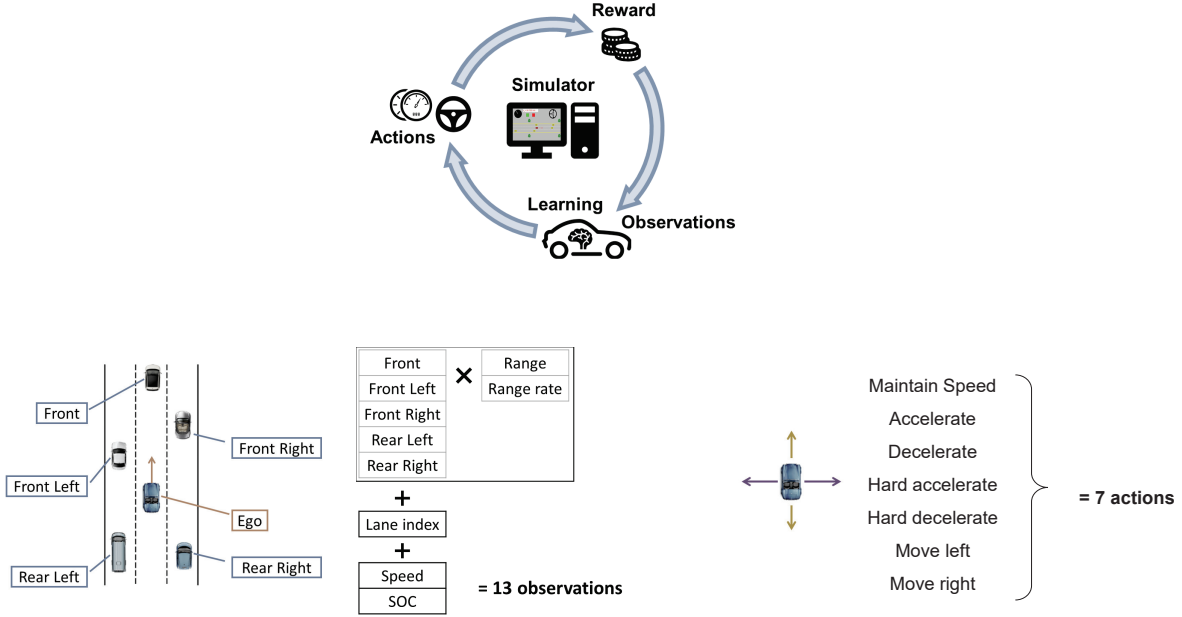 Reward
Simulator
Actions
Learning
Observations
Front
Front Right
Front Left
Ego
Rear Left
Rear Right
Front
Front Left
Front Right
Rear Left
Rear Right
×
Range
Range rate
+
Lane index
+
Speed
SOC
= 13 observations
Maintain Speed
Accelerate
Decelerate
Hard accelerate
Hard decelerate
Move left
Move right
= 7 actions